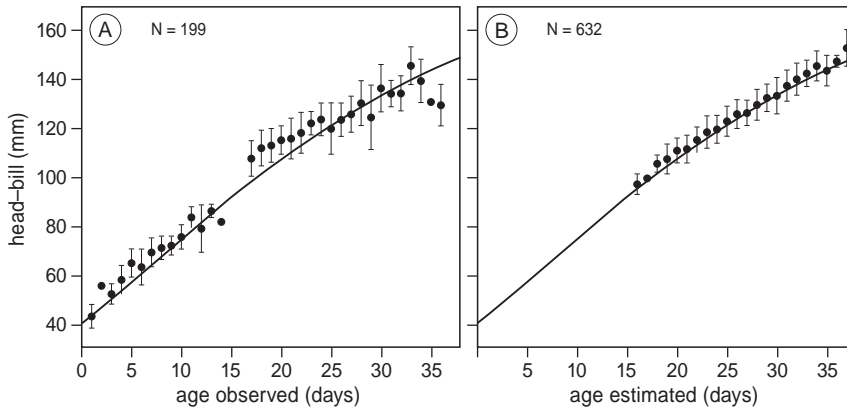 A
N = 199
B
N = 632
160
140
120
100
80
60
40
head–bill (mm)
0 5 10 15 20 25 30 35
5 10 15 20 25 30 35
0
age observed (days)
age estimated (days)